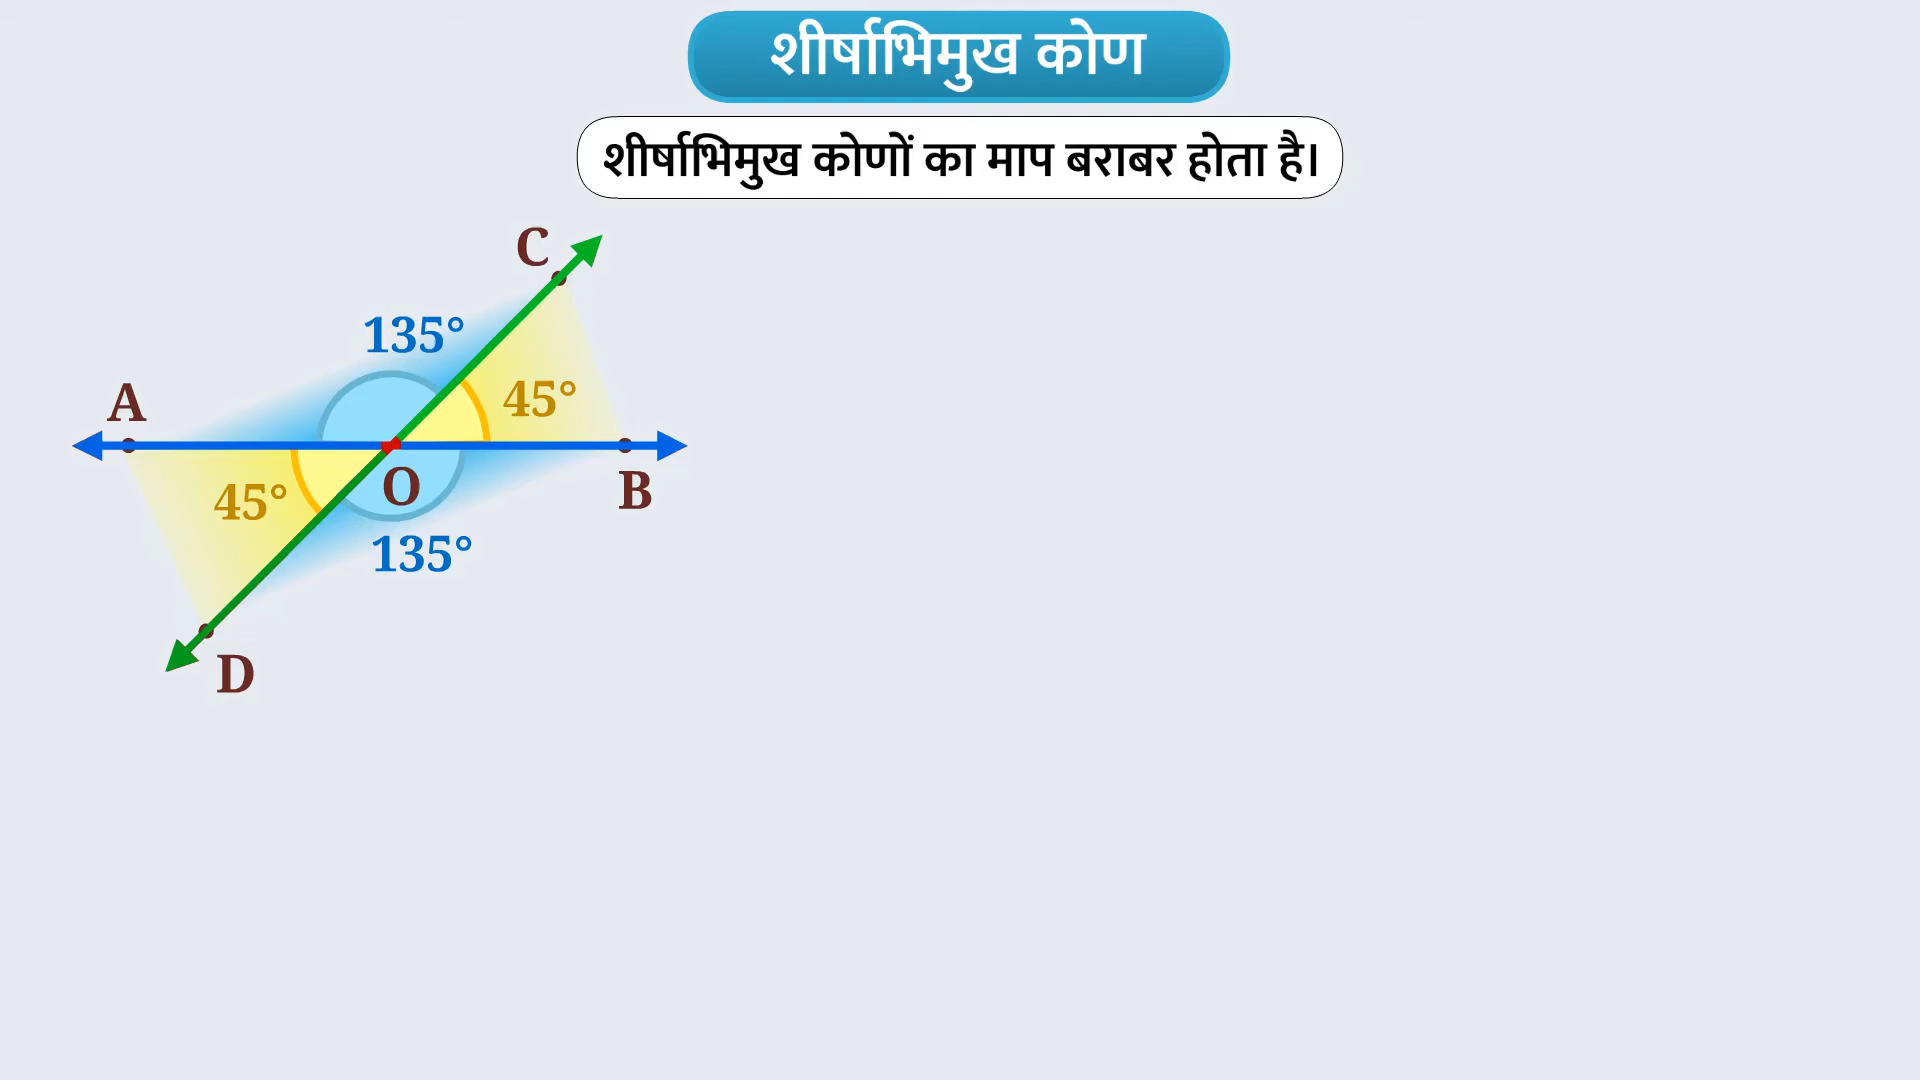 शीर्षाभिमुख कोण
शीर्षाभिमुख कोणों का माप बराबर होता है।
C
135°
A
45°
45°
O
B
135°
D